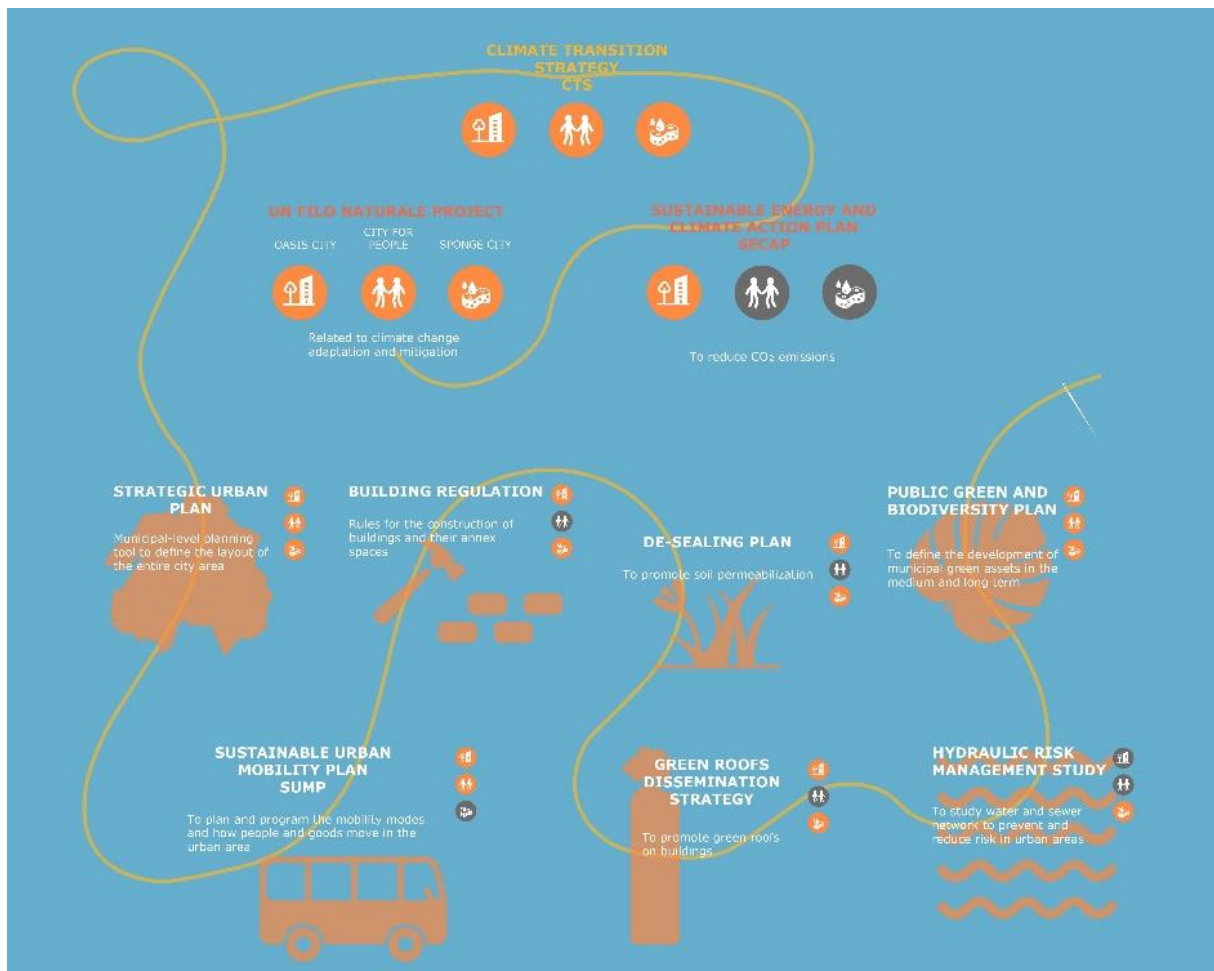 CLIMATE TRANSITION
STRATEGY
CTS
UN FILO NATURALE PROJECT
OASIS CITY
CITY FOR
PEOPLE
SPONGE CITY
Related to climate change
adaptation and mitigation
SUSTAINABLE ENERGY AND
CLIMATE ACTION PLAN
SECAP
To reduce CO₂ emissions
STRATEGIC URBAN
PLAN
Municipal-level planning
tool to define the layout of
the entire city area
BUILDING REGULATION
Rules for the construction of
buildings and their annex
spaces
DE-SEALING PLAN
To promote soil permeabilization
PUBLIC GREEN AND
BIODIVERSITY PLAN
To define the development of
municipal green assets in the
medium and long term
SUSTAINABLE URBAN
MOBILITY PLAN
SUMP
To plan and program the mobility modes
and how people and goods move in the
urban area
GREEN ROOFS
DISSEMINATION
STRATEGY
To promote green roofs
on buildings
HYDRAULIC RISK
MANAGEMENT STUDY
To study water and sewer
network to prevent and
reduce risk in urban areas